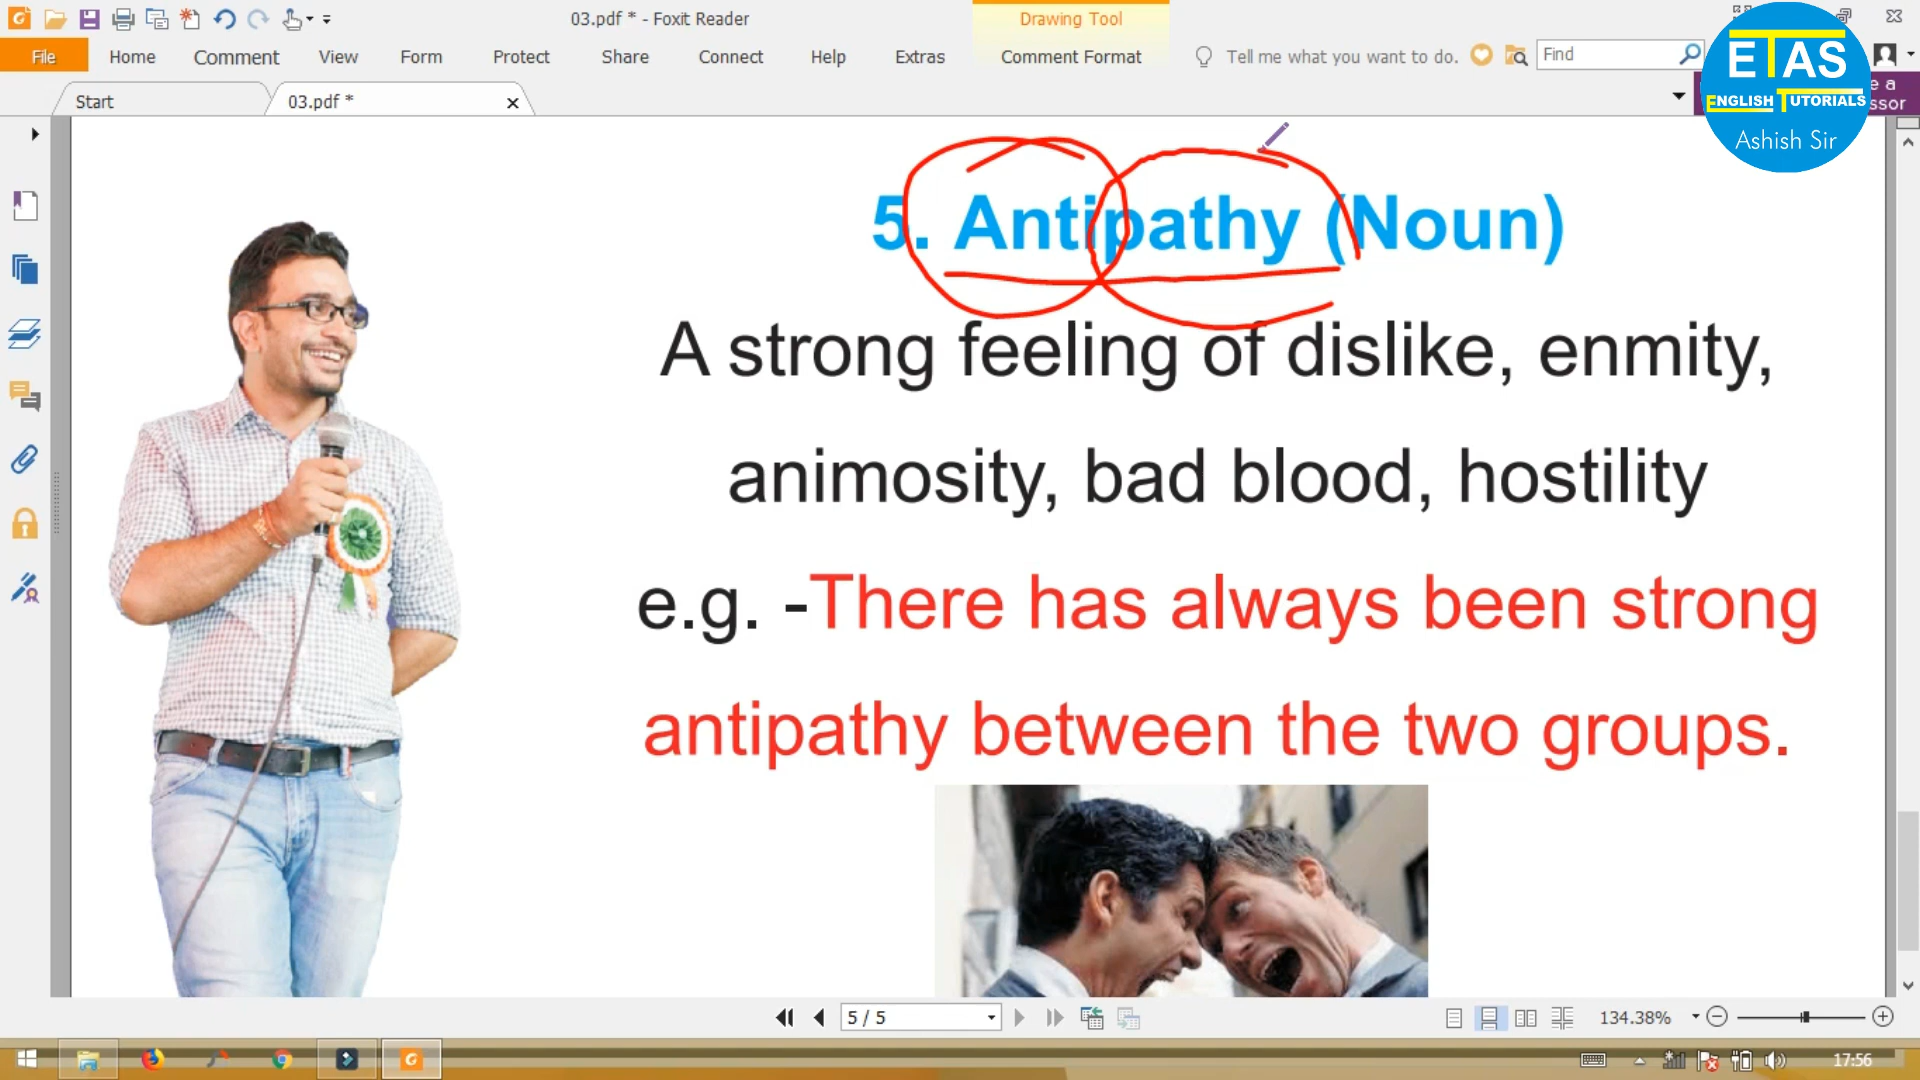 03.pdf * - Foxit Reader
Drawing Tool
File
Home
Comment
View
Form
Protect
Share
Connect
Help
Extras
Comment Format
Tell me what you want to do.
Find
Start
03.pdf *
ETAS
ENGLISH TUTORIALS
Ashish Sir
e a
ssor
5. Antipathy (Noun)
A strong feeling of dislike, enmity,
animosity, bad blood, hostility
e.g. -There has always been strong
antipathy between the two groups.
5 / 5
134.38%
17:56